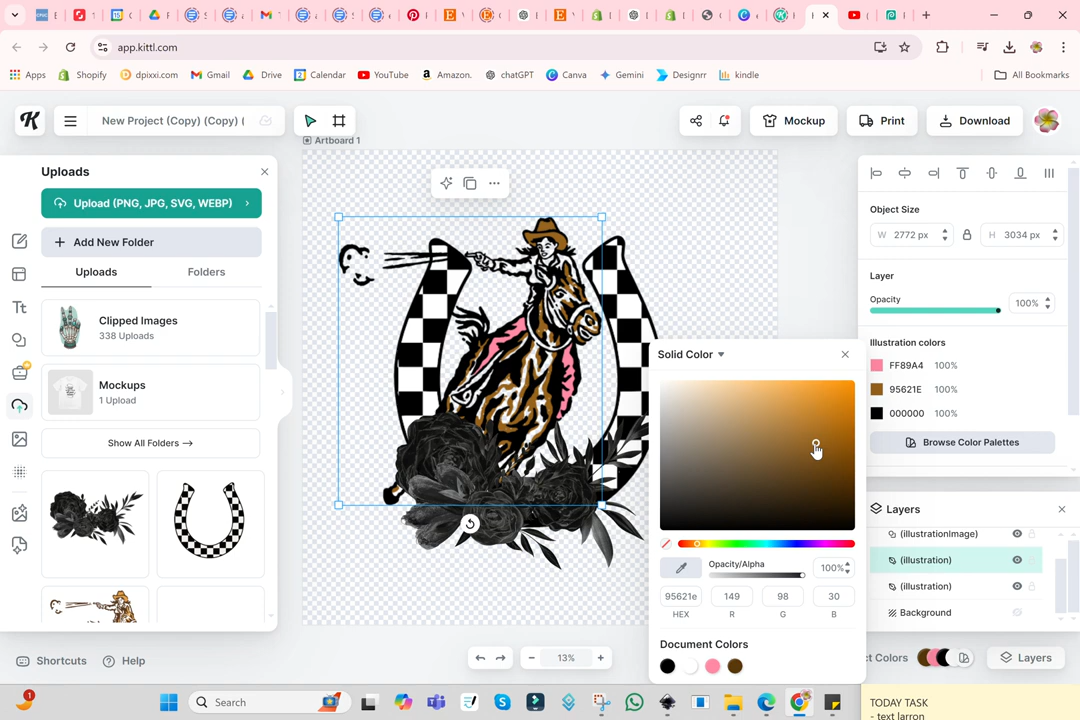 app.kittl.com
Apps Shopify dpixxi.com Gmail Drive Calendar YouTube Amazon. chatGPT Canva Gemini Designrr kindle All Bookmarks
New Project (Copy) (Copy) (
Mockup Print Download
Artboard 1
Uploads
Upload (PNG, JPG, SVG, WEBP)
Add New Folder
Uploads Folders
Clipped Images
338 Uploads
Mockups
1 Upload
Show All Folders →
Object Size
W 2772 px H 3034 px
Layer
Opacity
100%
Illustration colors
FF89A4 100%
95621E 100%
000000 100%
Browse Color Palettes
Solid Color
Opacity/Alpha
100%
95621e 149 98 30
HEX R G B
Document Colors
Layers
(illustrationImage)
(illustration)
(illustration)
Background
Shortcuts Help
13%
ct Colors Layers
Search
TODAY TASK
- text larron